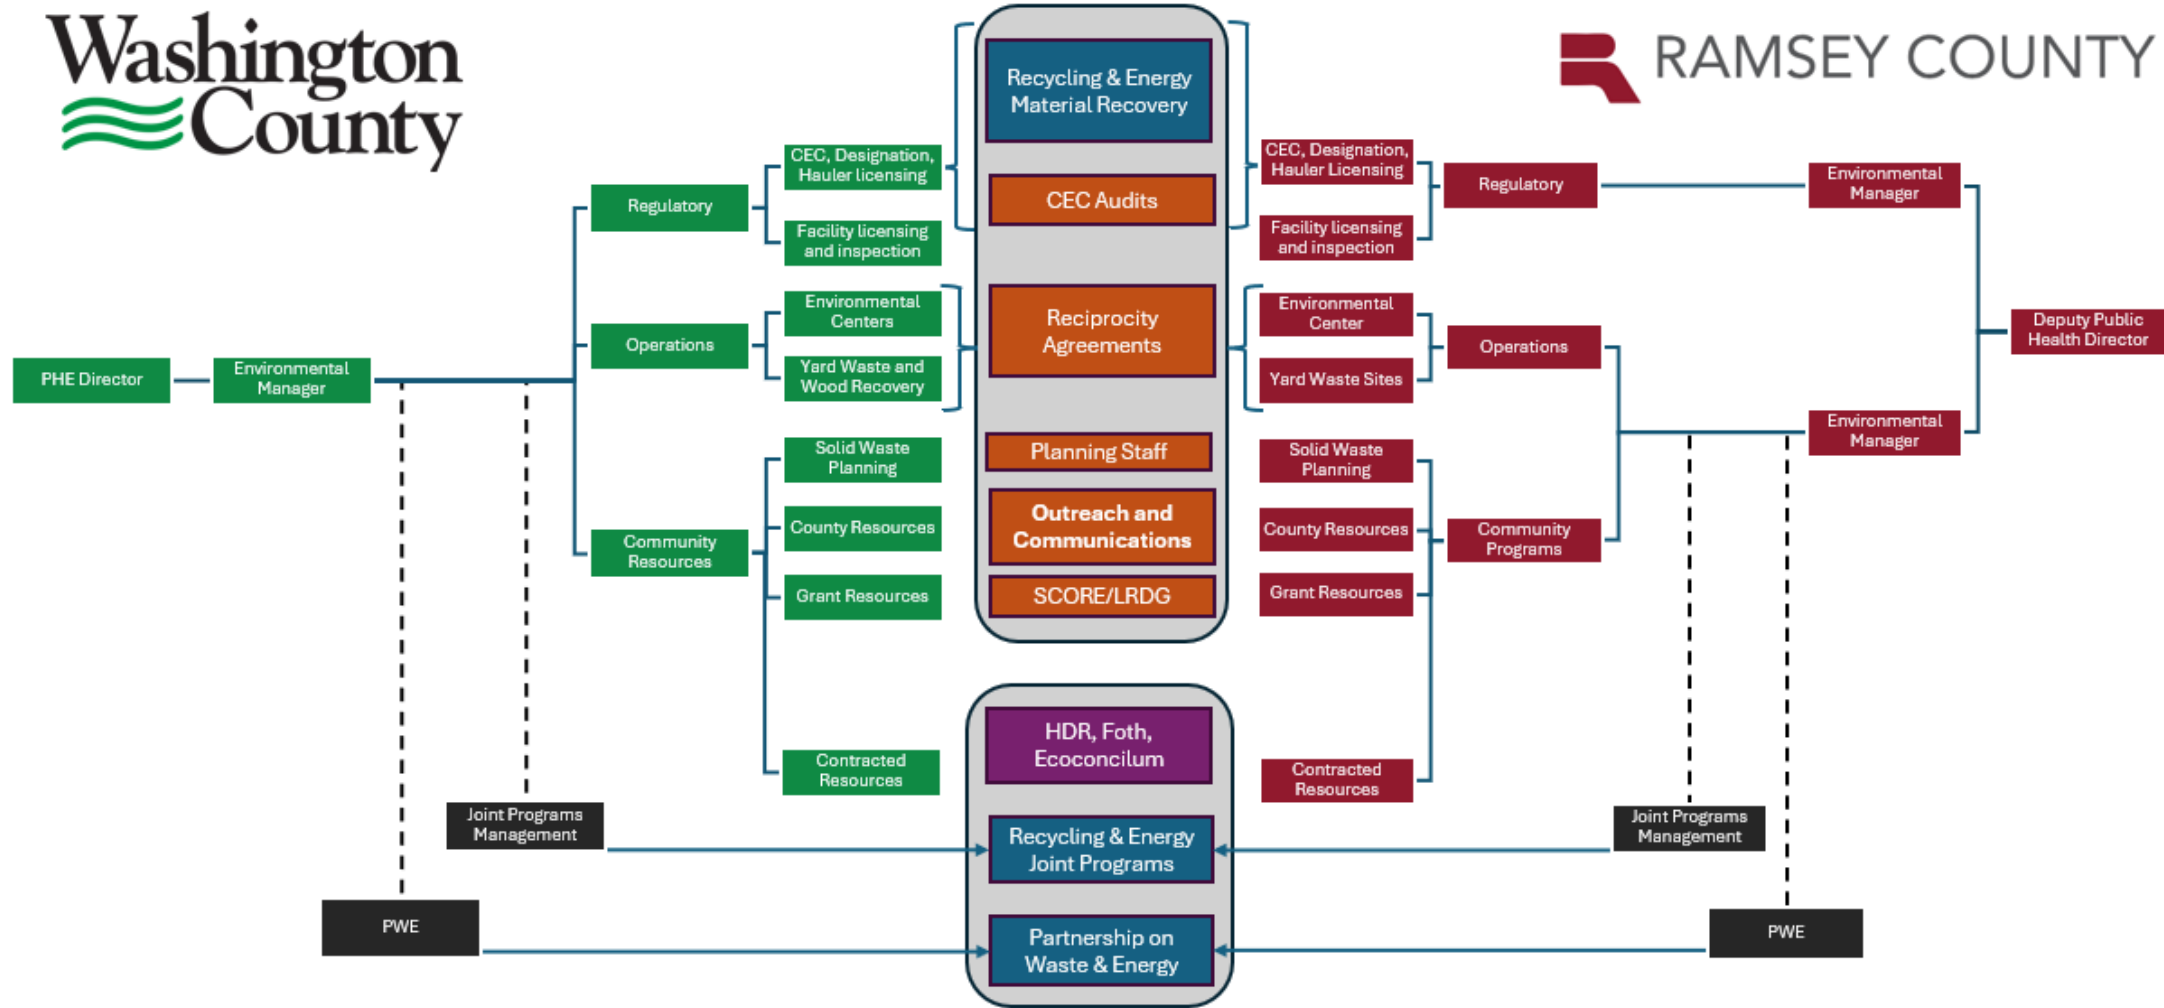 Washington
County
PHE Director
Environmental
Manager
Regulatory
Operations
Community
Resources
CEC, Designation,
Hauler licensing
Facility licensing
and inspection
Environmental
Centers
Yard Waste and
Wood Recovery
Solid Waste
Planning
County Resources
Grant Resources
Contracted
Resources
Joint Programs
Management
PWE
Recycling & Energy
Material Recovery
CEC Audits
Reciprocity
Agreements
Planning Staff
Outreach and
Communications
SCORE/LRDG
HDR, Foth,
Ecoconcilum
Recycling & Energy
Joint Programs
Partnership on
Waste & Energy
RAMSEY COUNTY
CEC, Designation,
Hauler Licensing
Facility licensing
and inspection
Environmental
Center
Yard Waste Sites
Solid Waste
Planning
County Resources
Grant Resources
Contracted
Resources
Regulatory
Operations
Community
Programs
Environmental
Manager
Environmental
Manager
Deputy Public
Health Director
Joint Programs
Management
PWE